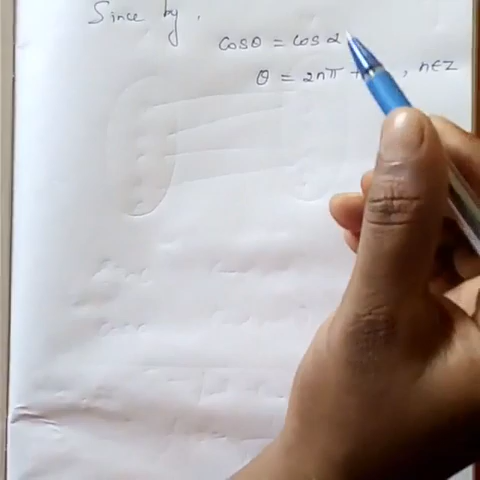 Since by,
cosθ = cos α
θ = 2nπ , n∈Z